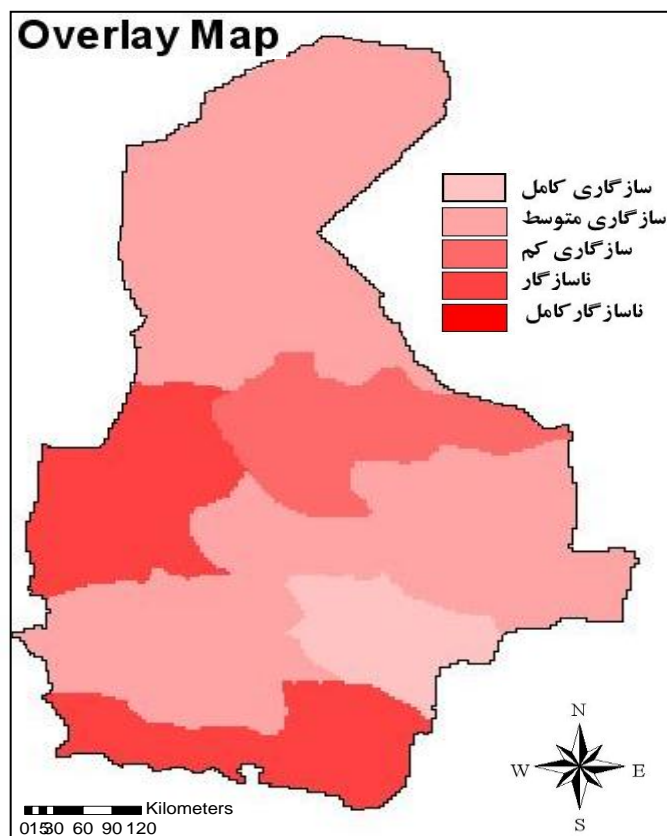 Overlay Map
سازگاری کامل
سازگاری متوسط
سازگاری کم
ناسازگار
ناسازگار کامل
N
W E
S
Kilometers
0 15 30 60 90 120